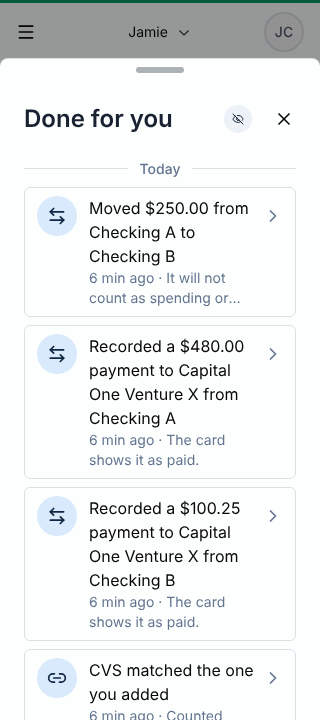 Jamie
JC
Done for you
Today
Moved $250.00 from
Checking A to
Checking B
6 min ago · It will not
count as spending or…
Recorded a $480.00
payment to Capital
One Venture X from
Checking A
6 min ago · The card
shows it as paid.
Recorded a $100.25
payment to Capital
One Venture X from
Checking B
6 min ago · The card
shows it as paid.
CVS matched the one
you added
6 min ago · Counted